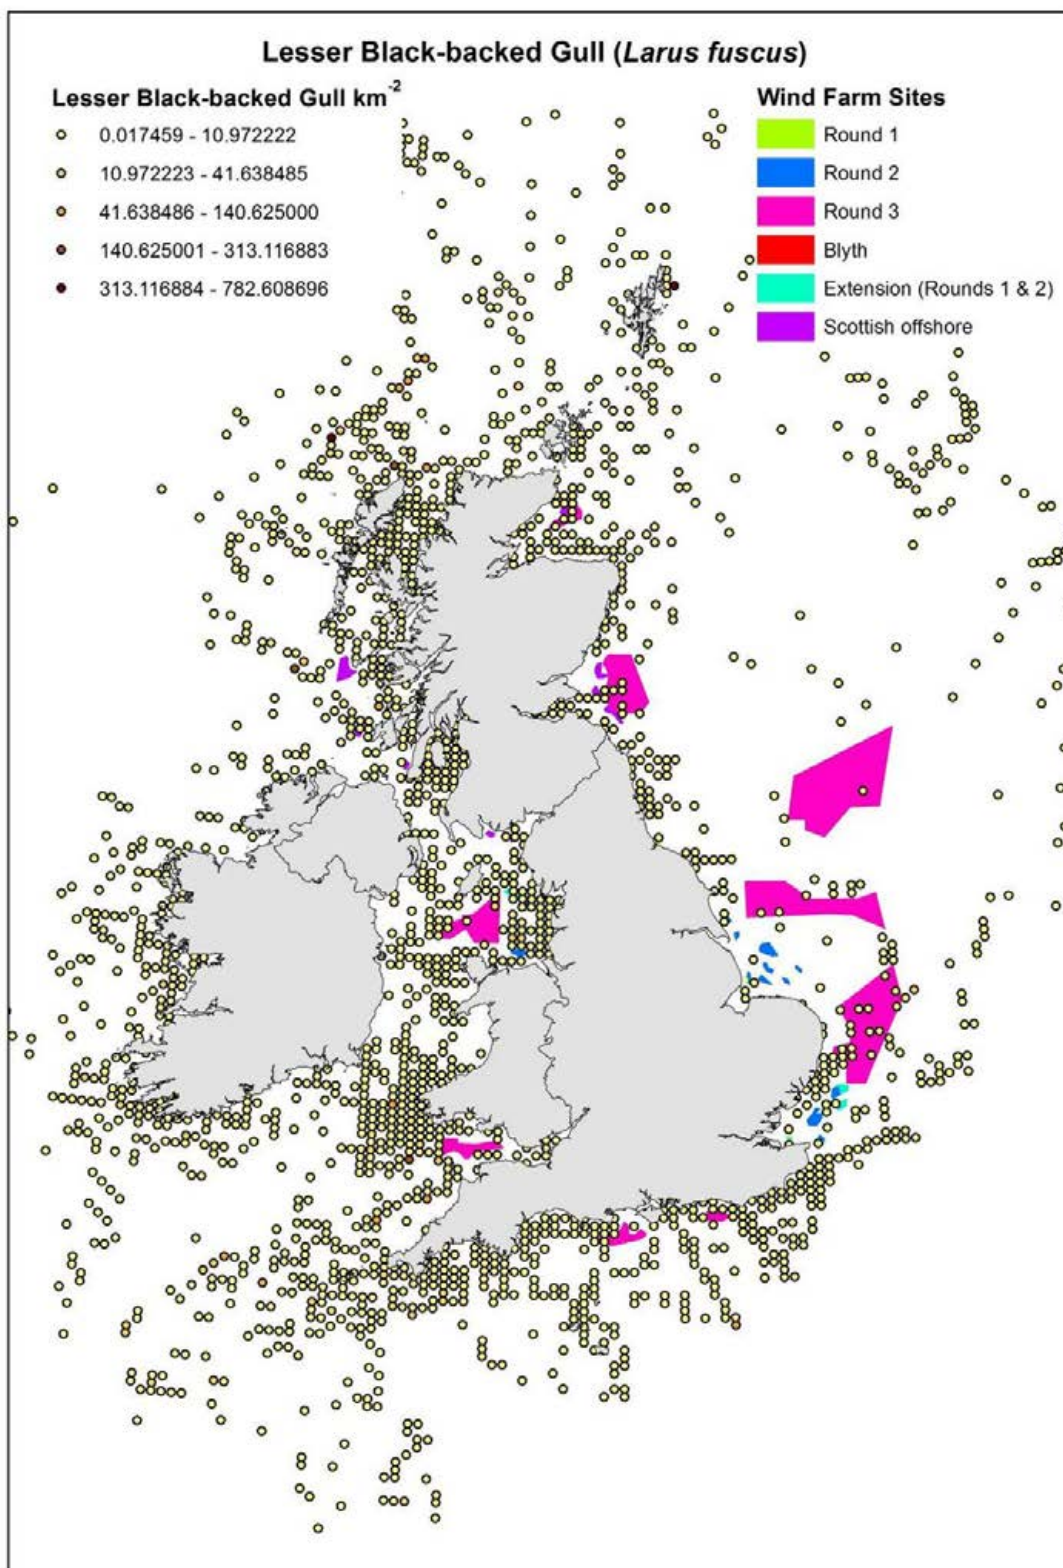 Lesser Black-backed Gull (Larus fuscus)
Lesser Black-backed Gull km-2
0.017459 - 10.972222
10.972223 - 41.638485
41.638486 - 140.625000
140.625001 - 313.116883
313.116884 - 782.608696
Wind Farm Sites
Round 1
Round 2
Round 3
Blyth
Extension (Rounds 1 & 2)
Scottish offshore